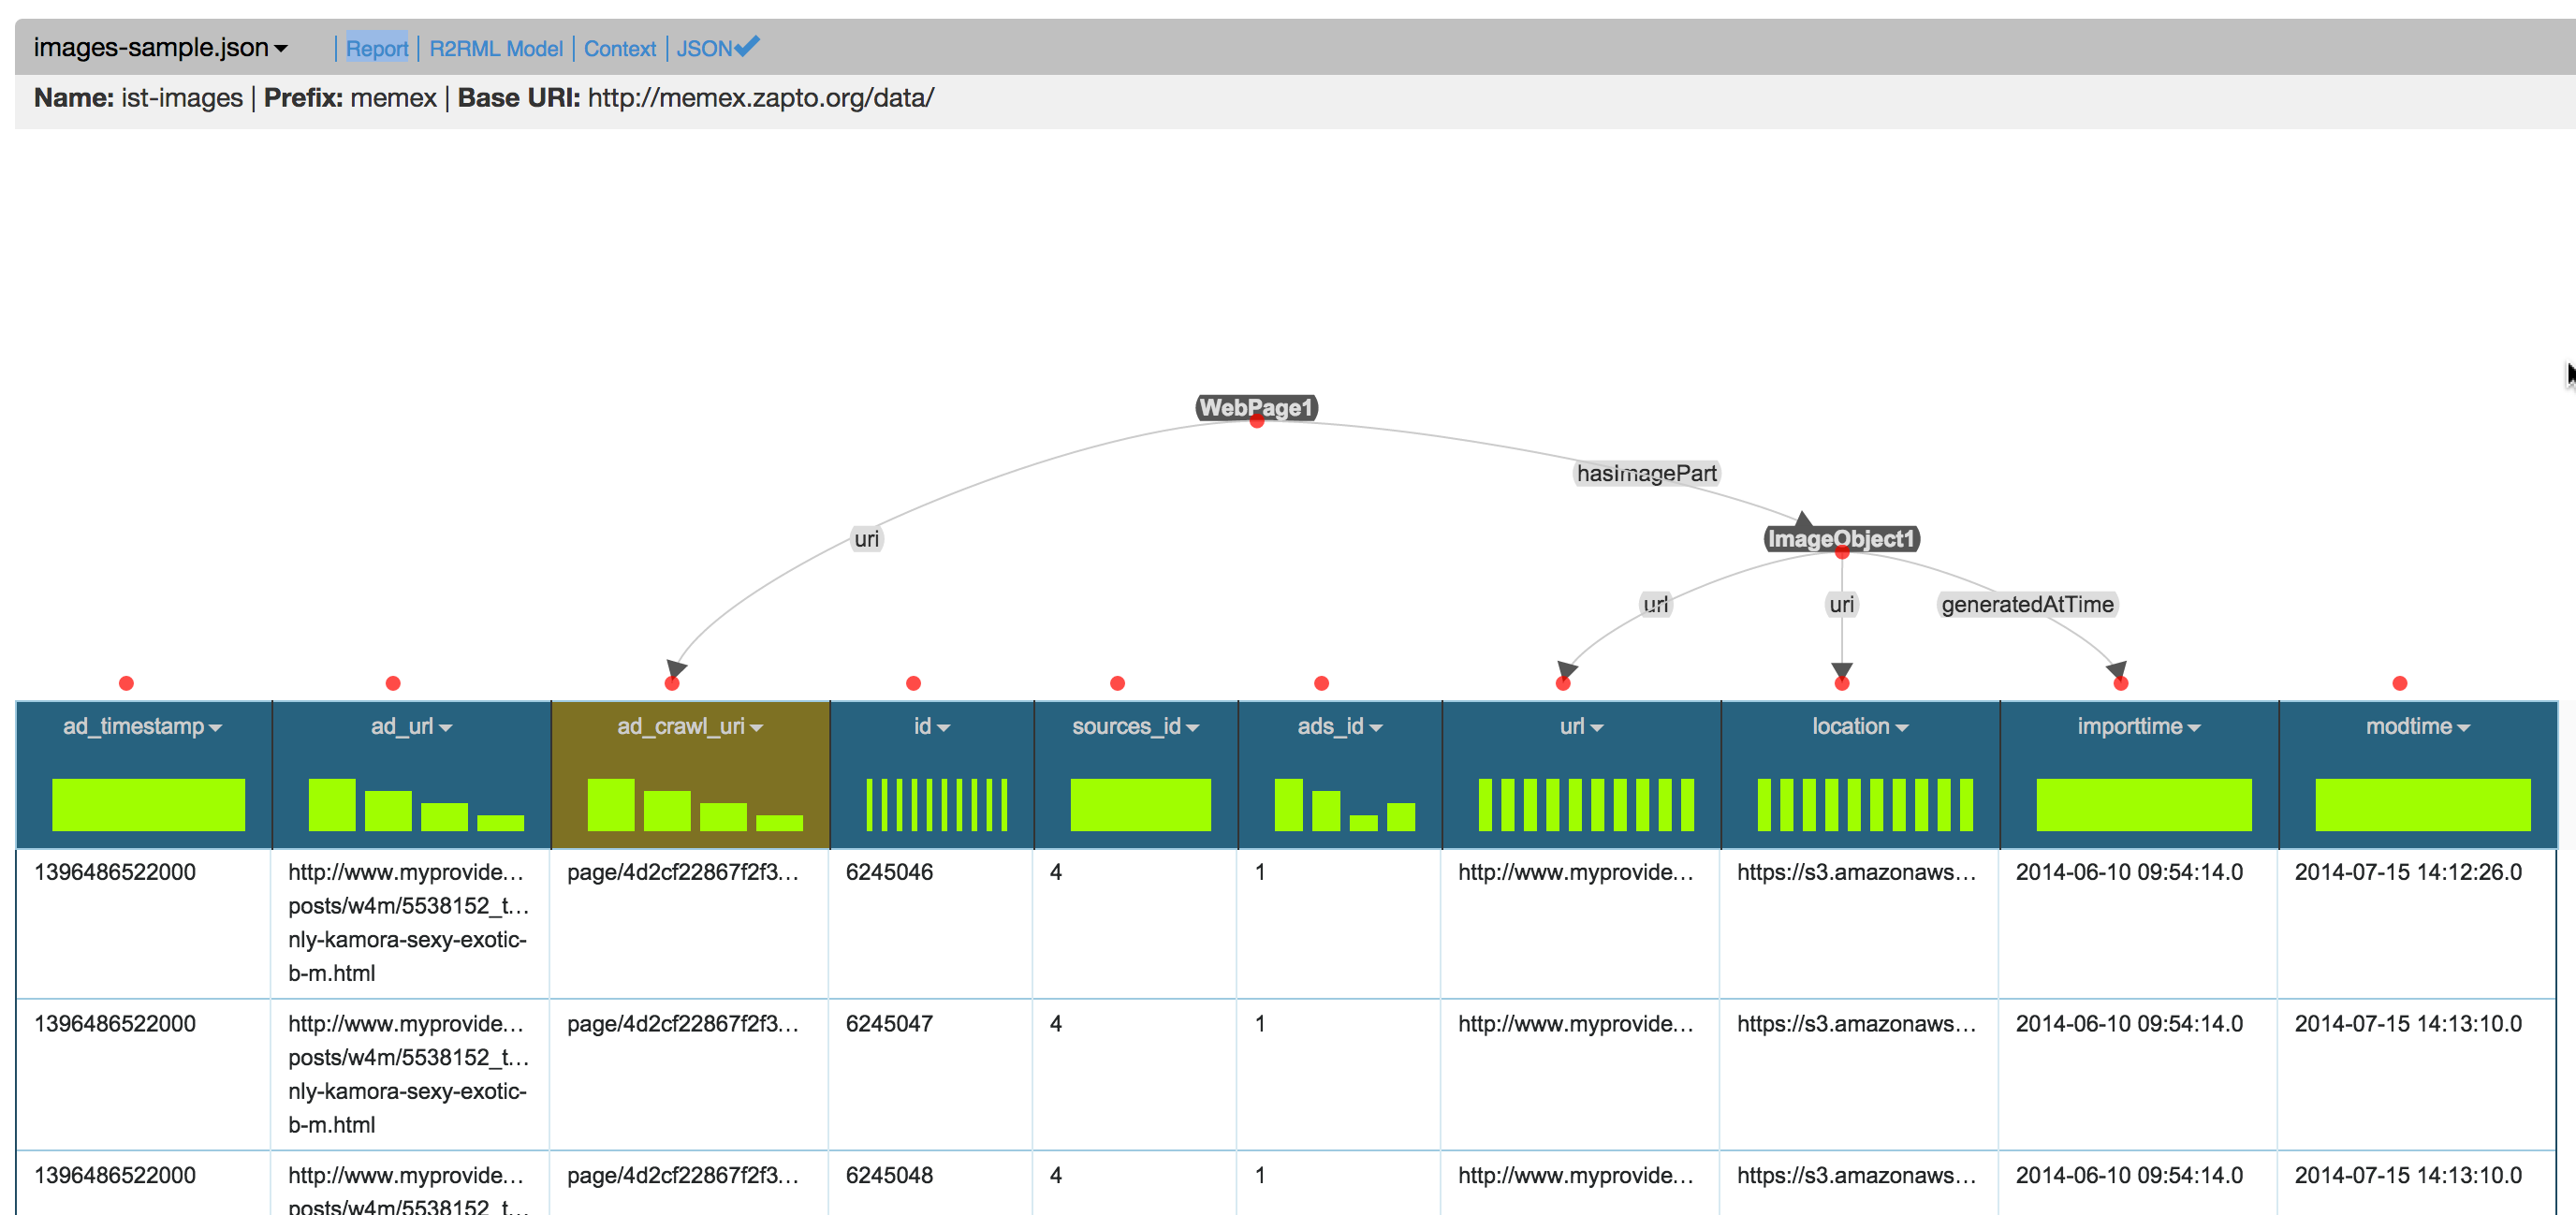 images-sample.json | Report | R2RML Model | Context | JSON
Name: ist-images | Prefix: memex | Base URI: http://memex.zapto.org/data/
WebPage1
hasImagePart
uri
ImageObject1
url uri generatedAtTime
ad_timestamp ad_url ad_crawl_uri id sources_id ads_id url location importtime modtime
1396486522000 http://www.myprovide... page/4d2cf22867f2f3... 6245046 4 1 http://www.myprovide... https://s3.amazonaws... 2014-06-10 09:54:14.0 2014-07-15 14:12:26.0
posts/w4m/5538152_t...
nly-kamora-sexy-exotic-
b-m.html
1396486522000 http://www.myprovide... page/4d2cf22867f2f3... 6245047 4 1 http://www.myprovide... https://s3.amazonaws... 2014-06-10 09:54:14.0 2014-07-15 14:13:10.0
posts/w4m/5538152_t...
nly-kamora-sexy-exotic-
b-m.html
1396486522000 http://www.myprovide... page/4d2cf22867f2f3... 6245048 4 1 http://www.myprovide... https://s3.amazonaws... 2014-06-10 09:54:14.0 2014-07-15 14:13:10.0
posts/w4m/5538152_t...